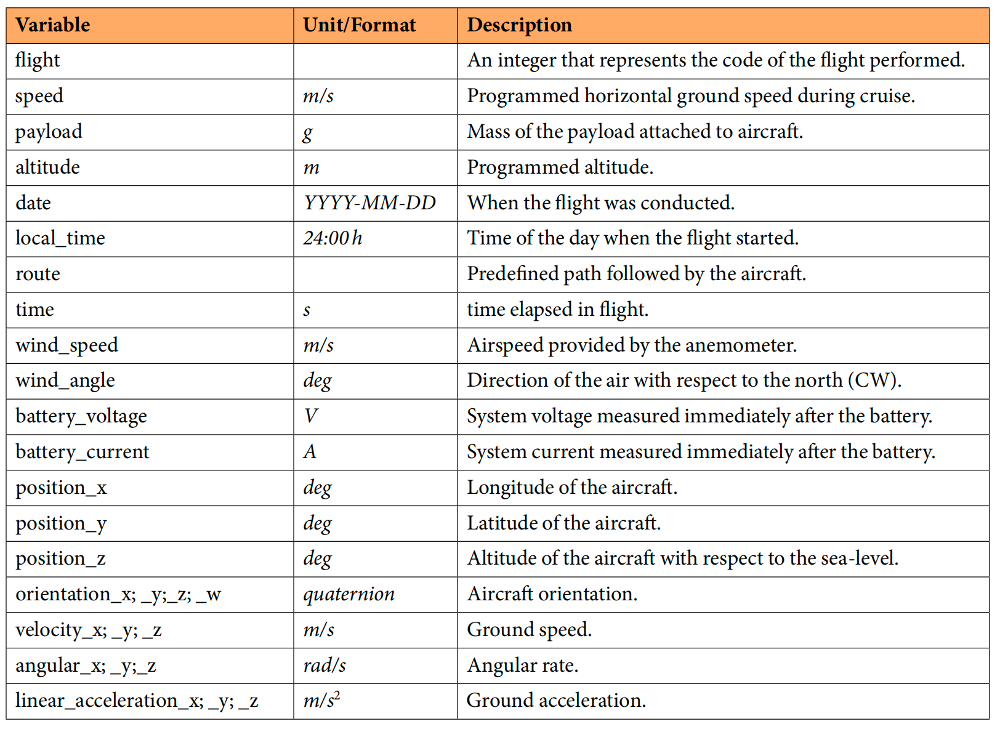 Variable Unit/Format Description
flight An integer that represents the code of the flight performed.
speed m/s Programmed horizontal ground speed during cruise.
payload g Mass of the payload attached to aircraft.
altitude m Programmed altitude.
date YYYY-MM-DD When the flight was conducted.
local_time 24:00 h Time of the day when the flight started.
route Predefined path followed by the aircraft.
time s time elapsed in flight.
wind_speed m/s Airspeed provided by the anemometer.
wind_angle deg Direction of the air with respect to the north (CW).
battery_voltage V System voltage measured immediately after the battery.
battery_current A System current measured immediately after the battery.
position_x deg Longitude of the aircraft.
position_y deg Latitude of the aircraft.
position_z deg Altitude of the aircraft with respect to the sea-level.
orientation_x; _y;_z; _w quaternion Aircraft orientation.
velocity_x; _y; _z m/s Ground speed.
angular_x; _y;_z rad/s Angular rate.
linear_acceleration_x; _y; _z m/s² Ground acceleration.